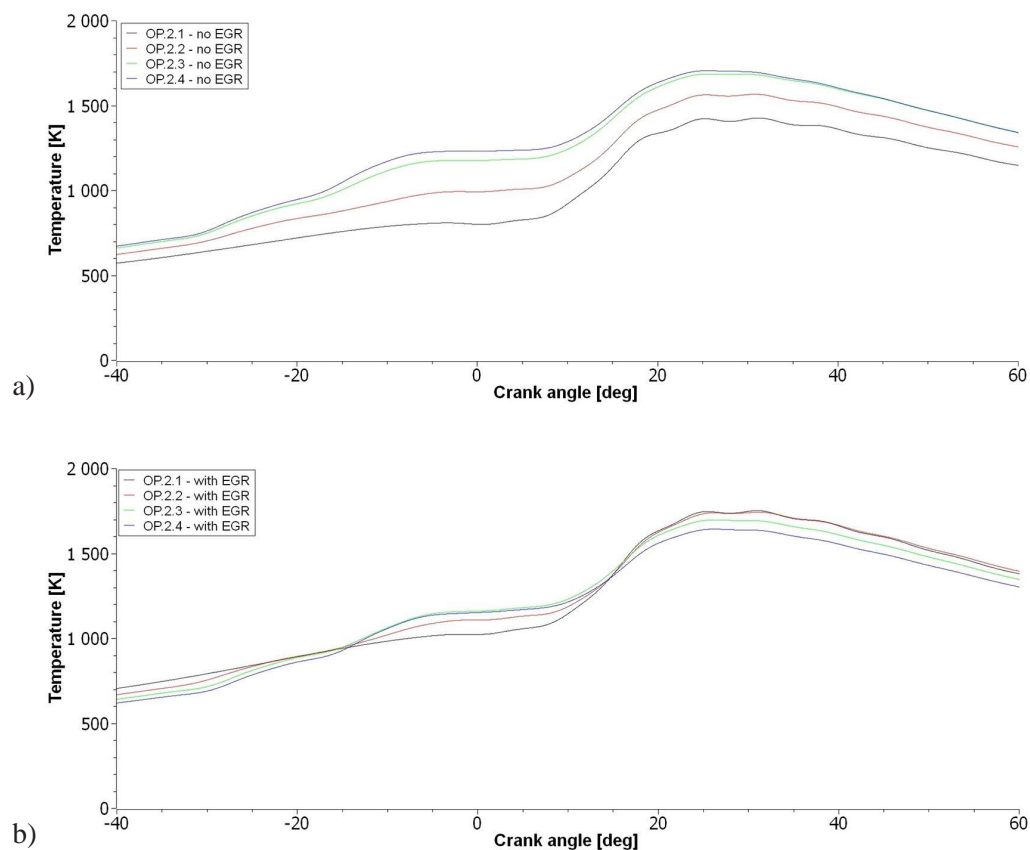 2 000
OP.2.1 - no EGR
OP.2.2 - no EGR
OP.2.3 - no EGR
OP.2.4 - no EGR
1 500
1 000
500
0
Temperature [K]
-40 -20 0 20 40 60
Crank angle [deg]
a)
2 000
OP.2.1 - with EGR
OP.2.2 - with EGR
OP.2.3 - with EGR
OP.2.4 - with EGR
1 500
1 000
500
0
Temperature [K]
-40 -20 0 20 40 60
Crank angle [deg]
b)